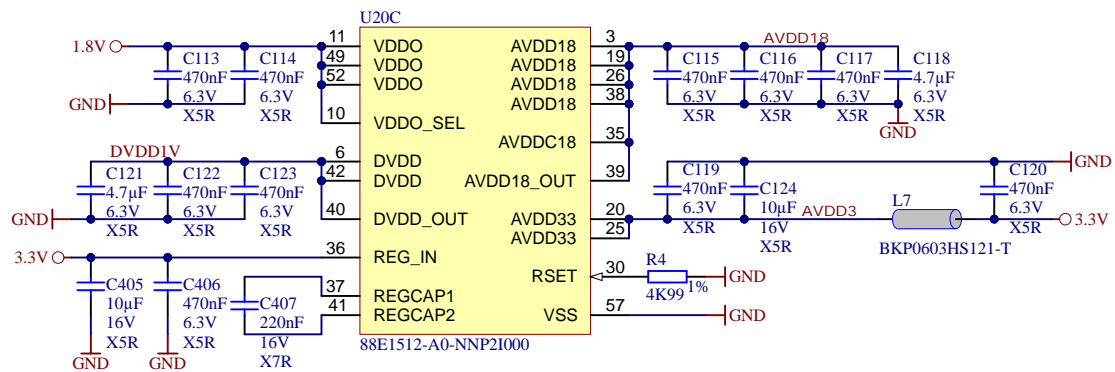 U20C
1.8V
C113
470nF
6.3V
X5R
C114
470nF
6.3V
X5R
GND
11
49
52
10
VDDO
VDDO
VDDO
VDDO_SEL
DVDD1V
C121
4.7µF
6.3V
X5R
C122
470nF
6.3V
X5R
C123
470nF
6.3V
X5R
GND
6
42
40
DVDD
DVDD
DVDD_OUT
3.3V
36
REG_IN
C405
10µF
16V
X5R
GND
C406
470nF
6.3V
X5R
GND
C407
220nF
16V
X7R
37
41
REGCAP1
REGCAP2
AVDD18
AVDD18
AVDD18
AVDD18
AVDDC18
AVDD18_OUT
3
19
26
38
35
39
AVDD18
C115
470nF
6.3V
X5R
C116
470nF
6.3V
X5R
C117
470nF
6.3V
X5R
C118
4.7µF
6.3V
X5R
GND
AVDD33
AVDD33
20
25
C119
470nF
6.3V
X5R
C124
10µF
16V
X5R
AVDD3
L7
BKP0603HS121-T
C120
470nF
6.3V
X5R
GND
3.3V
RSET
30
R4
4K99
1%
GND
VSS
57
GND
88E1512-A0-NNP2I000